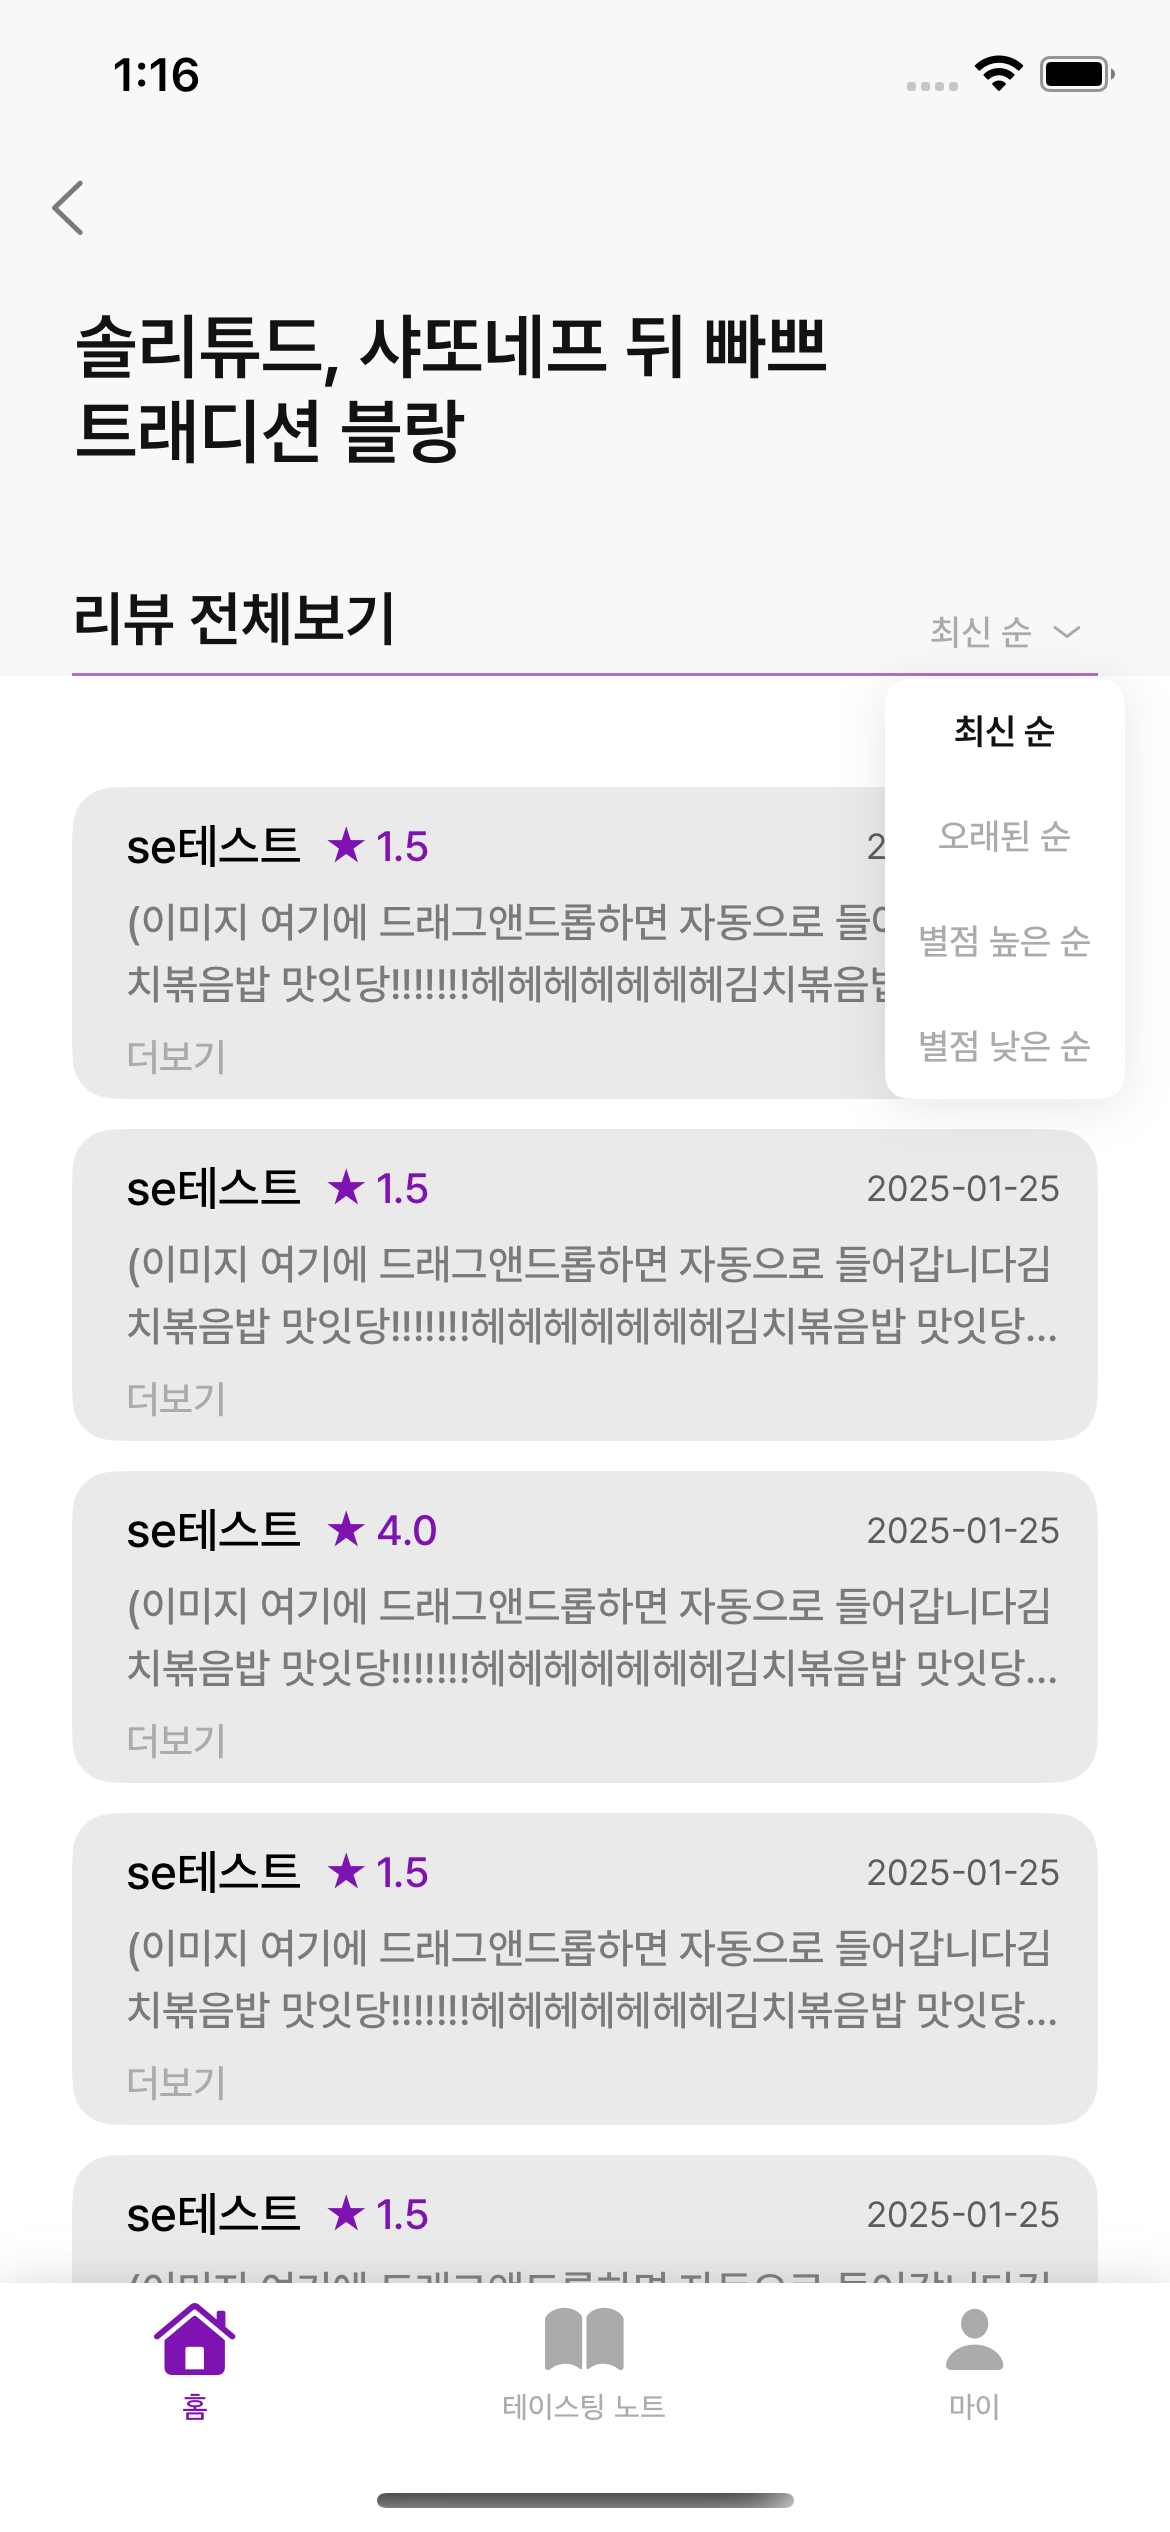 1:16
솔리튜드, 샤또네프 뒤 빠쁘
트래디션 블랑
리뷰 전체보기
최신 순
최신 순
오래된 순
별점 높은 순
별점 낮은 순
se테스트 ★ 1.5 2
(이미지 여기에 드래그앤드롭하면 자동으로
치볶음밥 맛잇당!!!!!!!헤헤헤헤헤헤헤김치볶음밥
더보기
se테스트 ★ 1.5 2025-01-25
(이미지 여기에 드래그앤드롭하면 자동으로 들어갑니다김
치볶음밥 맛잇당!!!!!!!헤헤헤헤헤헤헤김치볶음밥 맛잇당...
더보기
se테스트 ★ 4.0 2025-01-25
(이미지 여기에 드래그앤드롭하면 자동으로 들어갑니다김
치볶음밥 맛잇당!!!!!!!헤헤헤헤헤헤헤김치볶음밥 맛잇당...
더보기
se테스트 ★ 1.5 2025-01-25
(이미지 여기에 드래그앤드롭하면 자동으로 들어갑니다김
치볶음밥 맛잇당!!!!!!!헤헤헤헤헤헤헤김치볶음밥 맛잇당...
더보기
se테스트 ★ 1.5 2025-01-25
홈
테이스팅 노트
마이